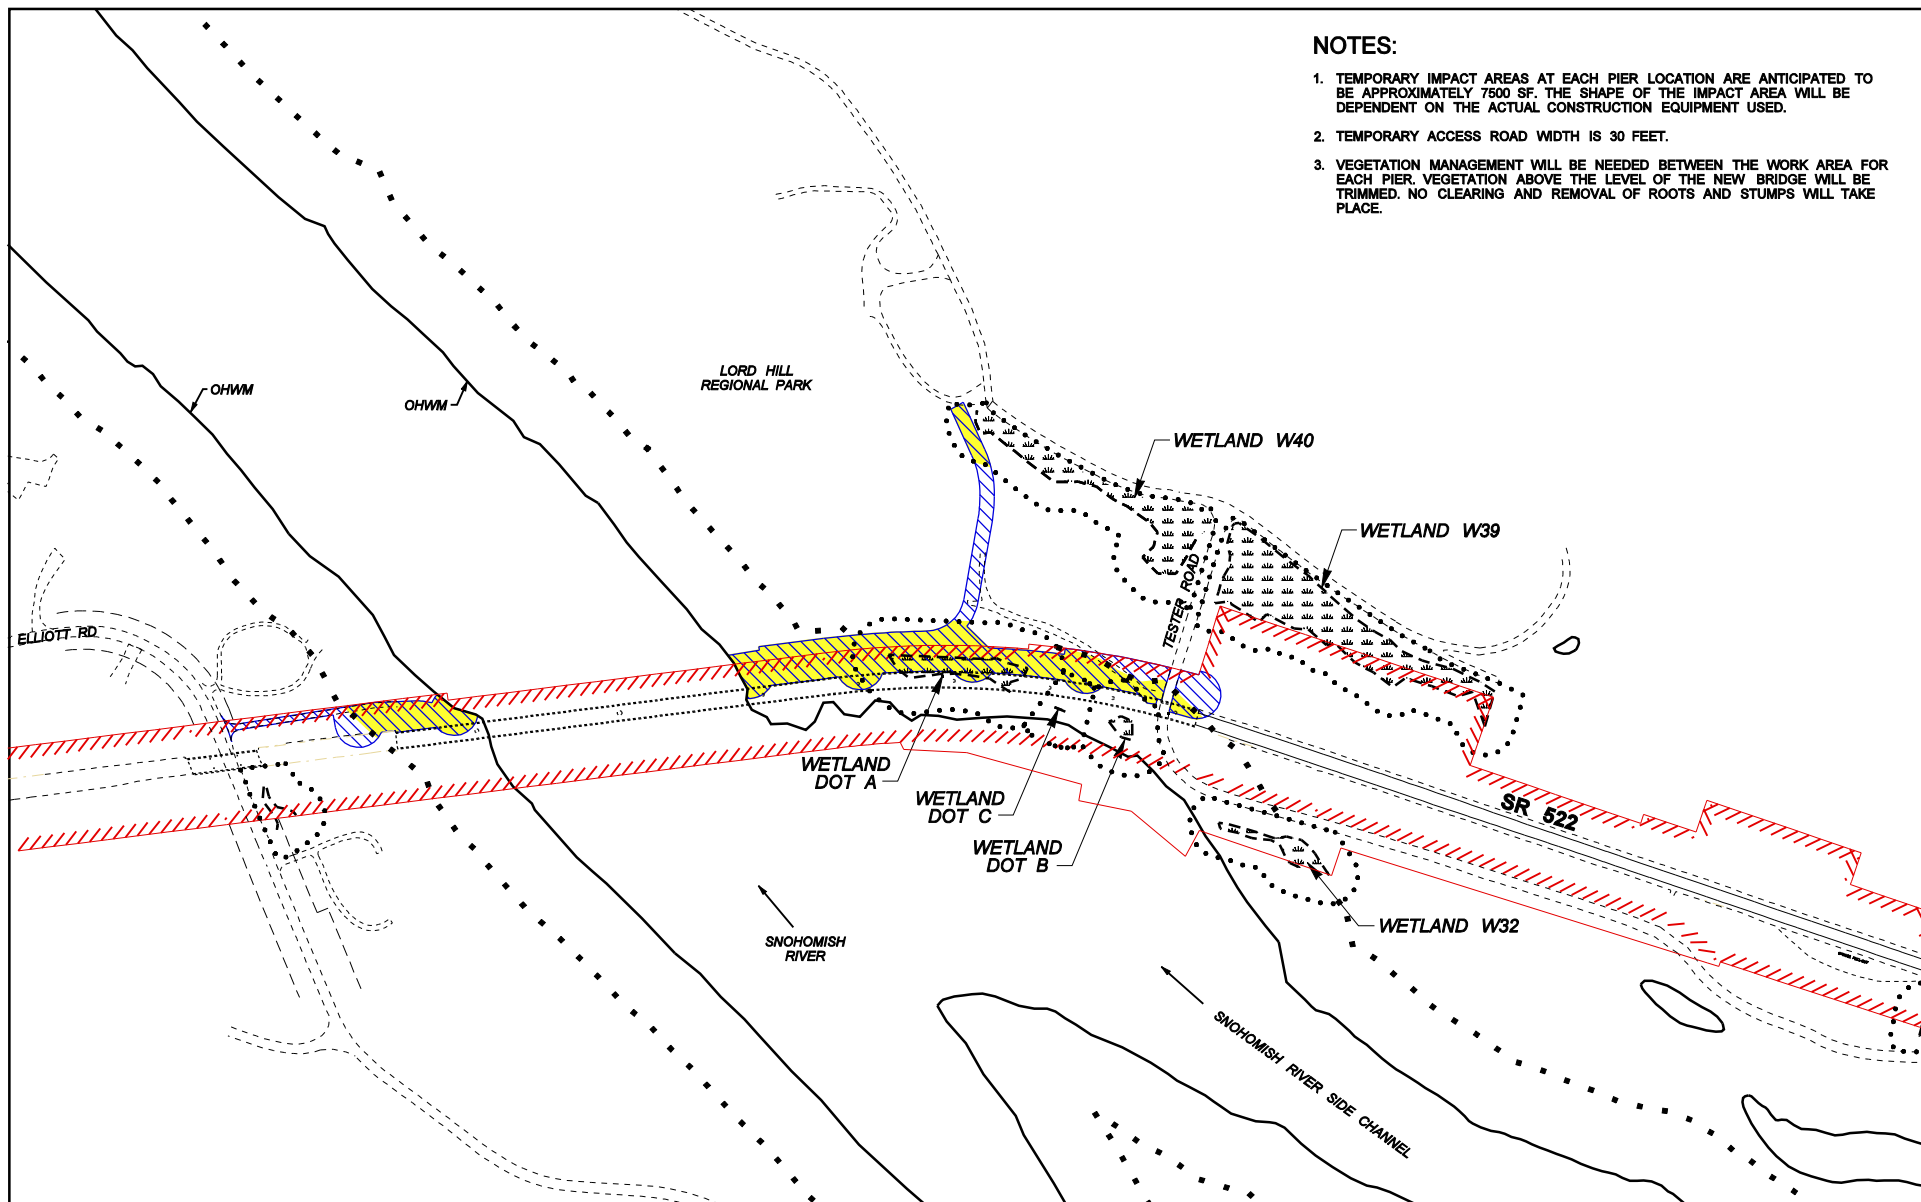 NOTES:
1. TEMPORARY IMPACT AREAS AT EACH PIER LOCATION ARE ANTICIPATED TO
BE APPROXIMATELY 7500 SF. THE SHAPE OF THE IMPACT AREA WILL BE
DEPENDENT ON THE ACTUAL CONSTRUCTION EQUIPMENT USED.
2. TEMPORARY ACCESS ROAD WIDTH IS 30 FEET.
3. VEGETATION MANAGEMENT WILL BE NEEDED BETWEEN THE WORK AREA FOR
EACH PIER. VEGETATION ABOVE THE LEVEL OF THE NEW BRIDGE WILL BE
TRIMMED. NO CLEARING AND REMOVAL OF ROOTS AND STUMPS WILL TAKE
PLACE.
LORD HILL
REGIONAL PARK
OHWM
OHWM
WETLAND W40
WETLAND W39
TESTER ROAD
ELLIOTT RD
WETLAND
DOT A
WETLAND
DOT C
WETLAND
DOT B
SR 522
WETLAND W32
SNOHOMISH
RIVER
SNOHOMISH RIVER SIDE CHANNEL